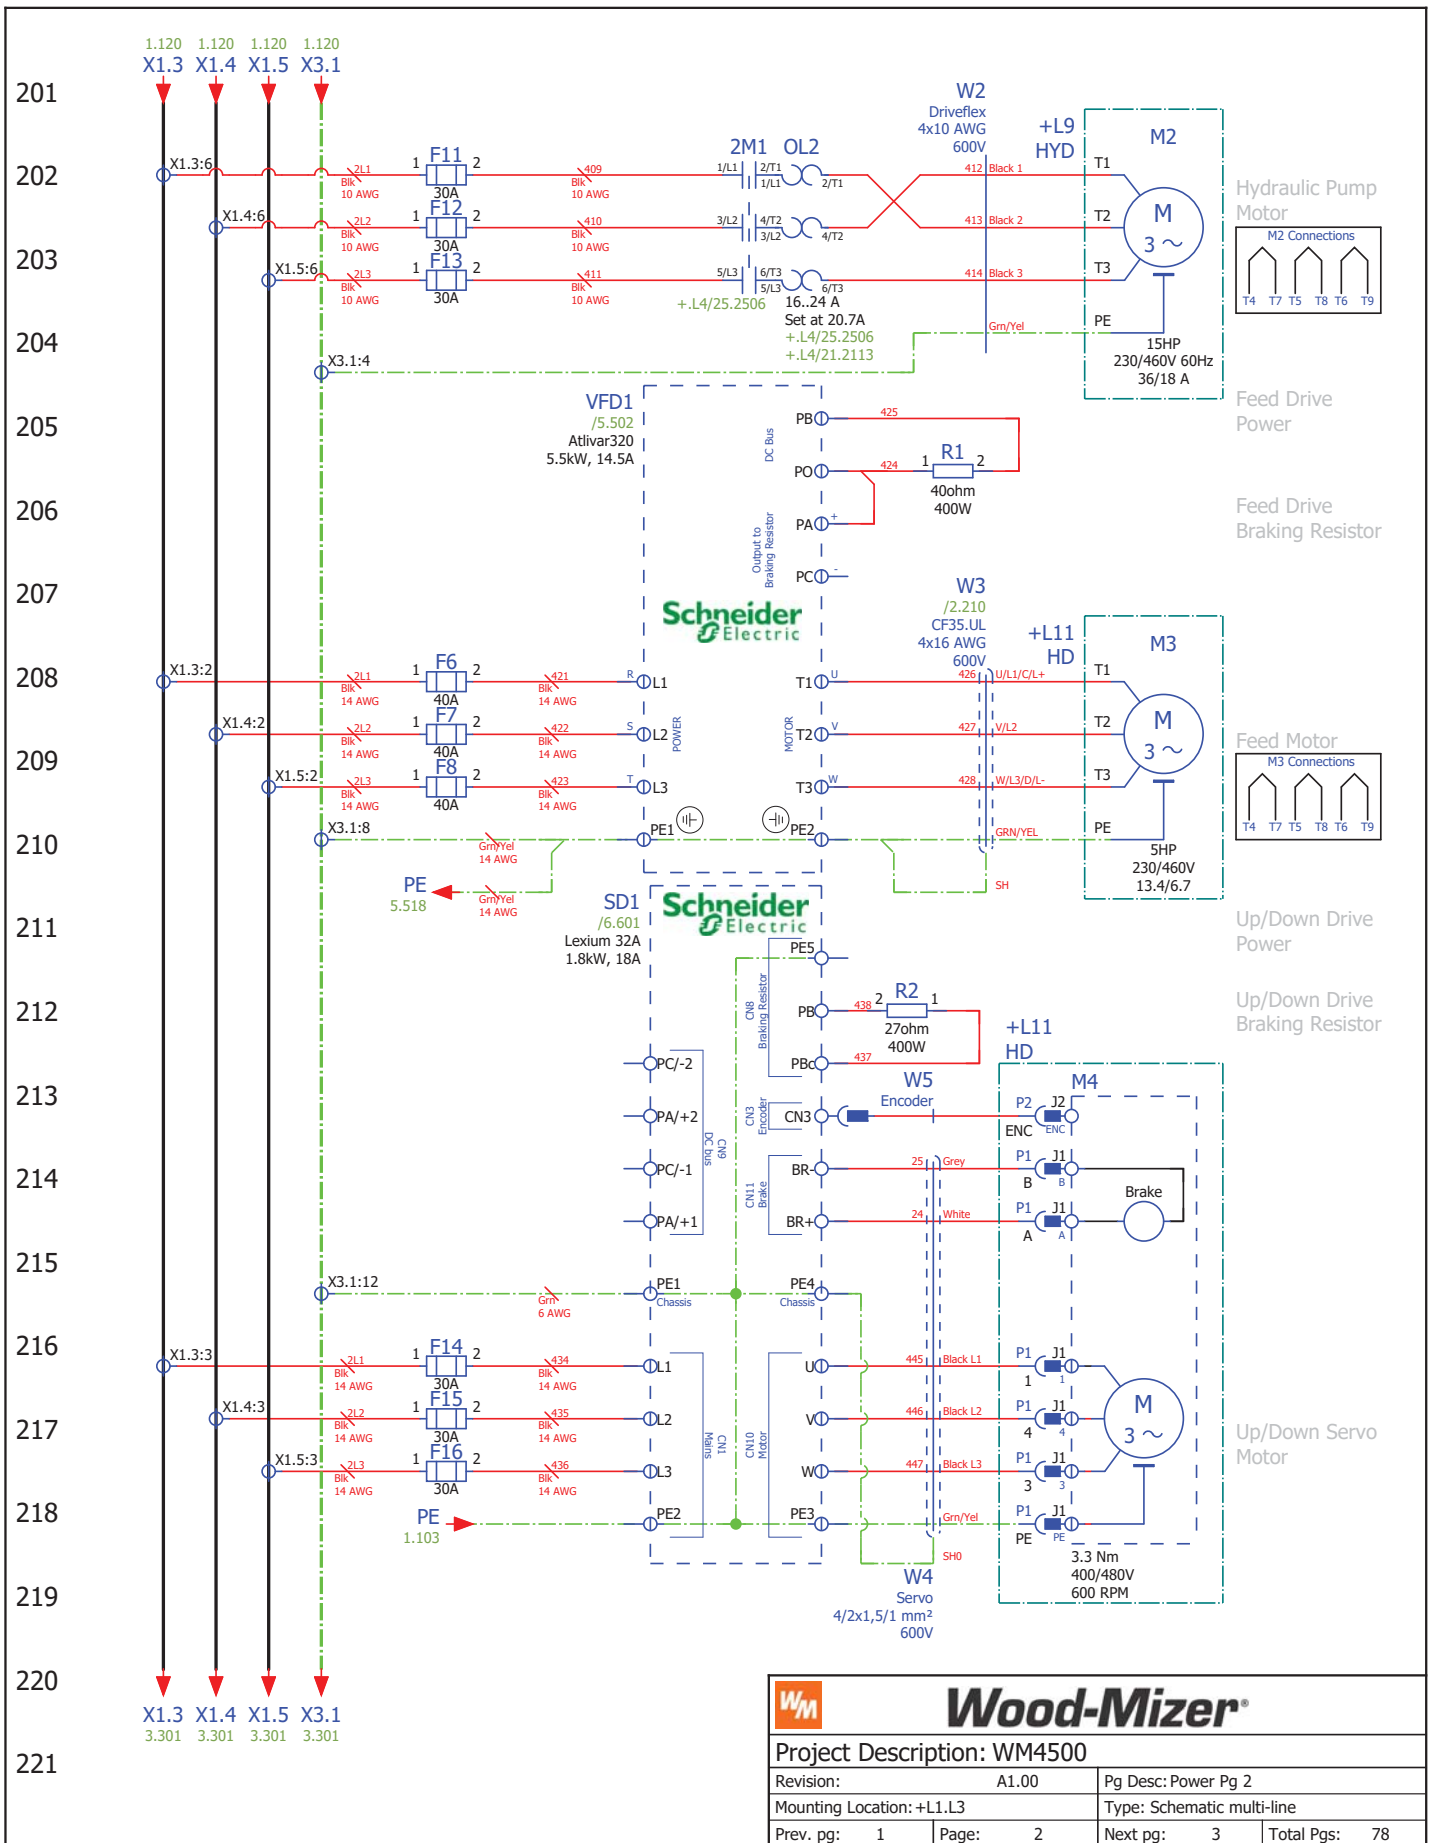 1.120 1.120 1.120 1.120
X1.3 X1.4 X1.5 X3.1
201
W2
Driveflex
4x10 AWG
600V
+L9
HYD
M2
2M1 OL2
202
X1.3:6
2L1
Blk
10 AWG
1 F11 2
30A
409
Blk
10 AWG
1/L1 2/T1
1/L1 2/T1
412 Black 1
T1
Hydraulic Pump
Motor
X1.4:6
2L2
Blk
10 AWG
1 F12 2
30A
410
Blk
10 AWG
3/L2 4/T2
3/L2 4/T2
413 Black 2
T2
M
3 ~
M2 Connections
T4 T7 T5 T8 T6 T9
203
X1.5:6
2L3
Blk
10 AWG
1 F13 2
30A
411
Blk
10 AWG
5/L3 6/T3
5/L3 6/T3
+.L4/25.2506
16..24 A
Set at 20.7A
+.L4/25.2506
+.L4/21.2113
414 Black 3
T3
204
X3.1:4
Grn/Yel
PE
15HP
230/460V 60Hz
36/18 A
VFD1
/5.502
Atlivar320
5.5kW, 14.5A
Feed Drive
Power
205
DC Bus
PB
425
PO
424
1 R1 2
40ohm
400W
206
Output to
Braking Resistor
PA +
PC -
Feed Drive
Braking Resistor
207
Schneider
Electric
W3
/2.210
CF35.UL
4x16 AWG
600V
+L11
HD
M3
208
X1.3:2
2L1
Blk
14 AWG
1 F6 2
40A
421
Blk
14 AWG
R L1
T1 U
426 U/L1/C/L+
T1
X1.4:2
2L2
Blk
14 AWG
1 F7 2
40A
422
Blk
14 AWG
S L2
POWER
MOTOR
T2 V
427 V/L2
T2
M
3 ~
209
Feed Motor
M3 Connections
T4 T7 T5 T8 T6 T9
X1.5:2
2L3
Blk
14 AWG
1 F8 2
40A
423
Blk
14 AWG
T L3
T3 W
428 W/L3/D/L-
T3
210
X3.1:8
Grn/Yel
14 AWG
PE1 PE2
GRN/YEL
PE
5HP
230/460V
13.4/6.7
PE
5.518
Grn/Yel
14 AWG
SH
211
SD1
/6.601
Lexium 32A
1.8kW, 18A
Schneider
Electric
PE5
Up/Down Drive
Power
212
CN8
Braking Resistor
PB
438 2 R2 1
27ohm
400W
PBc
437
Up/Down Drive
Braking Resistor
+L11
HD
213
PC/-2
PA/+2
CN9
DC bus
CN3
Encoder
CN3
W5
Encoder
P2 J2
ENC ENC
M4
214
PC/-1
PA/+1
CN11
Brake
BR-
25 Grey
P1 J1
B B
BR+
24 White
P1 J1
A A
Brake
215
X3.1:12
Grn
6 AWG
PE1
Chassis
PE4
Chassis
216
X1.3:3
2L1
Blk
14 AWG
1 F14 2
30A
434
Blk
14 AWG
L1
U
445 Black L1
P1 J1
1 1
217
X1.4:3
2L2
Blk
14 AWG
1 F15 2
30A
435
Blk
14 AWG
L2
CN1
Mains
CN10
Motor
V
446 Black L2
P1 J1
4 4
M
3 ~
Up/Down Servo
Motor
X1.5:3
2L3
Blk
14 AWG
1 F16 2
30A
436
Blk
14 AWG
L3
W
447 Black L3
P1 J1
3 3
218
PE
1.103
PE2
PE3
Grn/Yel
P1 J1
PE PE
SH0
3.3 Nm
400/480V
600 RPM
219
W4
Servo
4/2x1,5/1 mm²
600V
220
X1.3 X1.4 X1.5 X3.1
3.301 3.301 3.301 3.301
221
WM
Wood-Mizer®
Project Description: WM4500
Revision: A1.00 Pg Desc: Power Pg 2
Mounting Location: +L1.L3 Type: Schematic multi-line
Prev. pg: 1 Page: 2 Next pg: 3 Total Pgs: 78